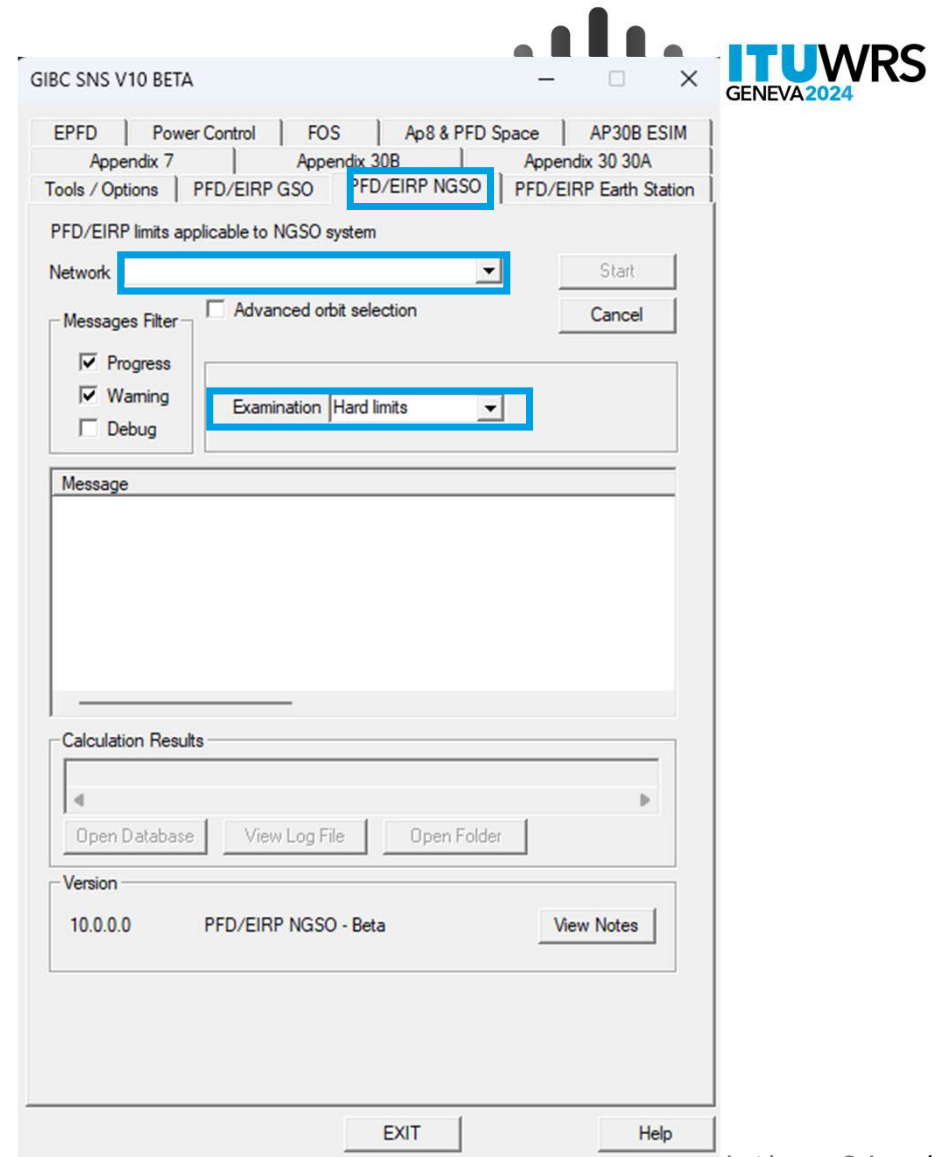 ITUWRS
GENEVA2024
GIBC SNS V10 BETA
EPFD Power Control FOS Ap8 & PFD Space AP30B ESIM
Appendix 7 Appendix 30B Appendix 30 30A
Tools / Options PFD/EIRP GSO PFD/EIRP NGSO PFD/EIRP Earth Station
PFD/EIRP limits applicable to NGSO system
Network Start
Messages Filter Advanced orbit selection Cancel
Progress
Warning
Debug
Examination Hard limits
Message
Calculation Results
Open Database View Log File Open Folder
Version
10.0.0.0 PFD/EIRP NGSO - Beta View Notes
EXIT Help